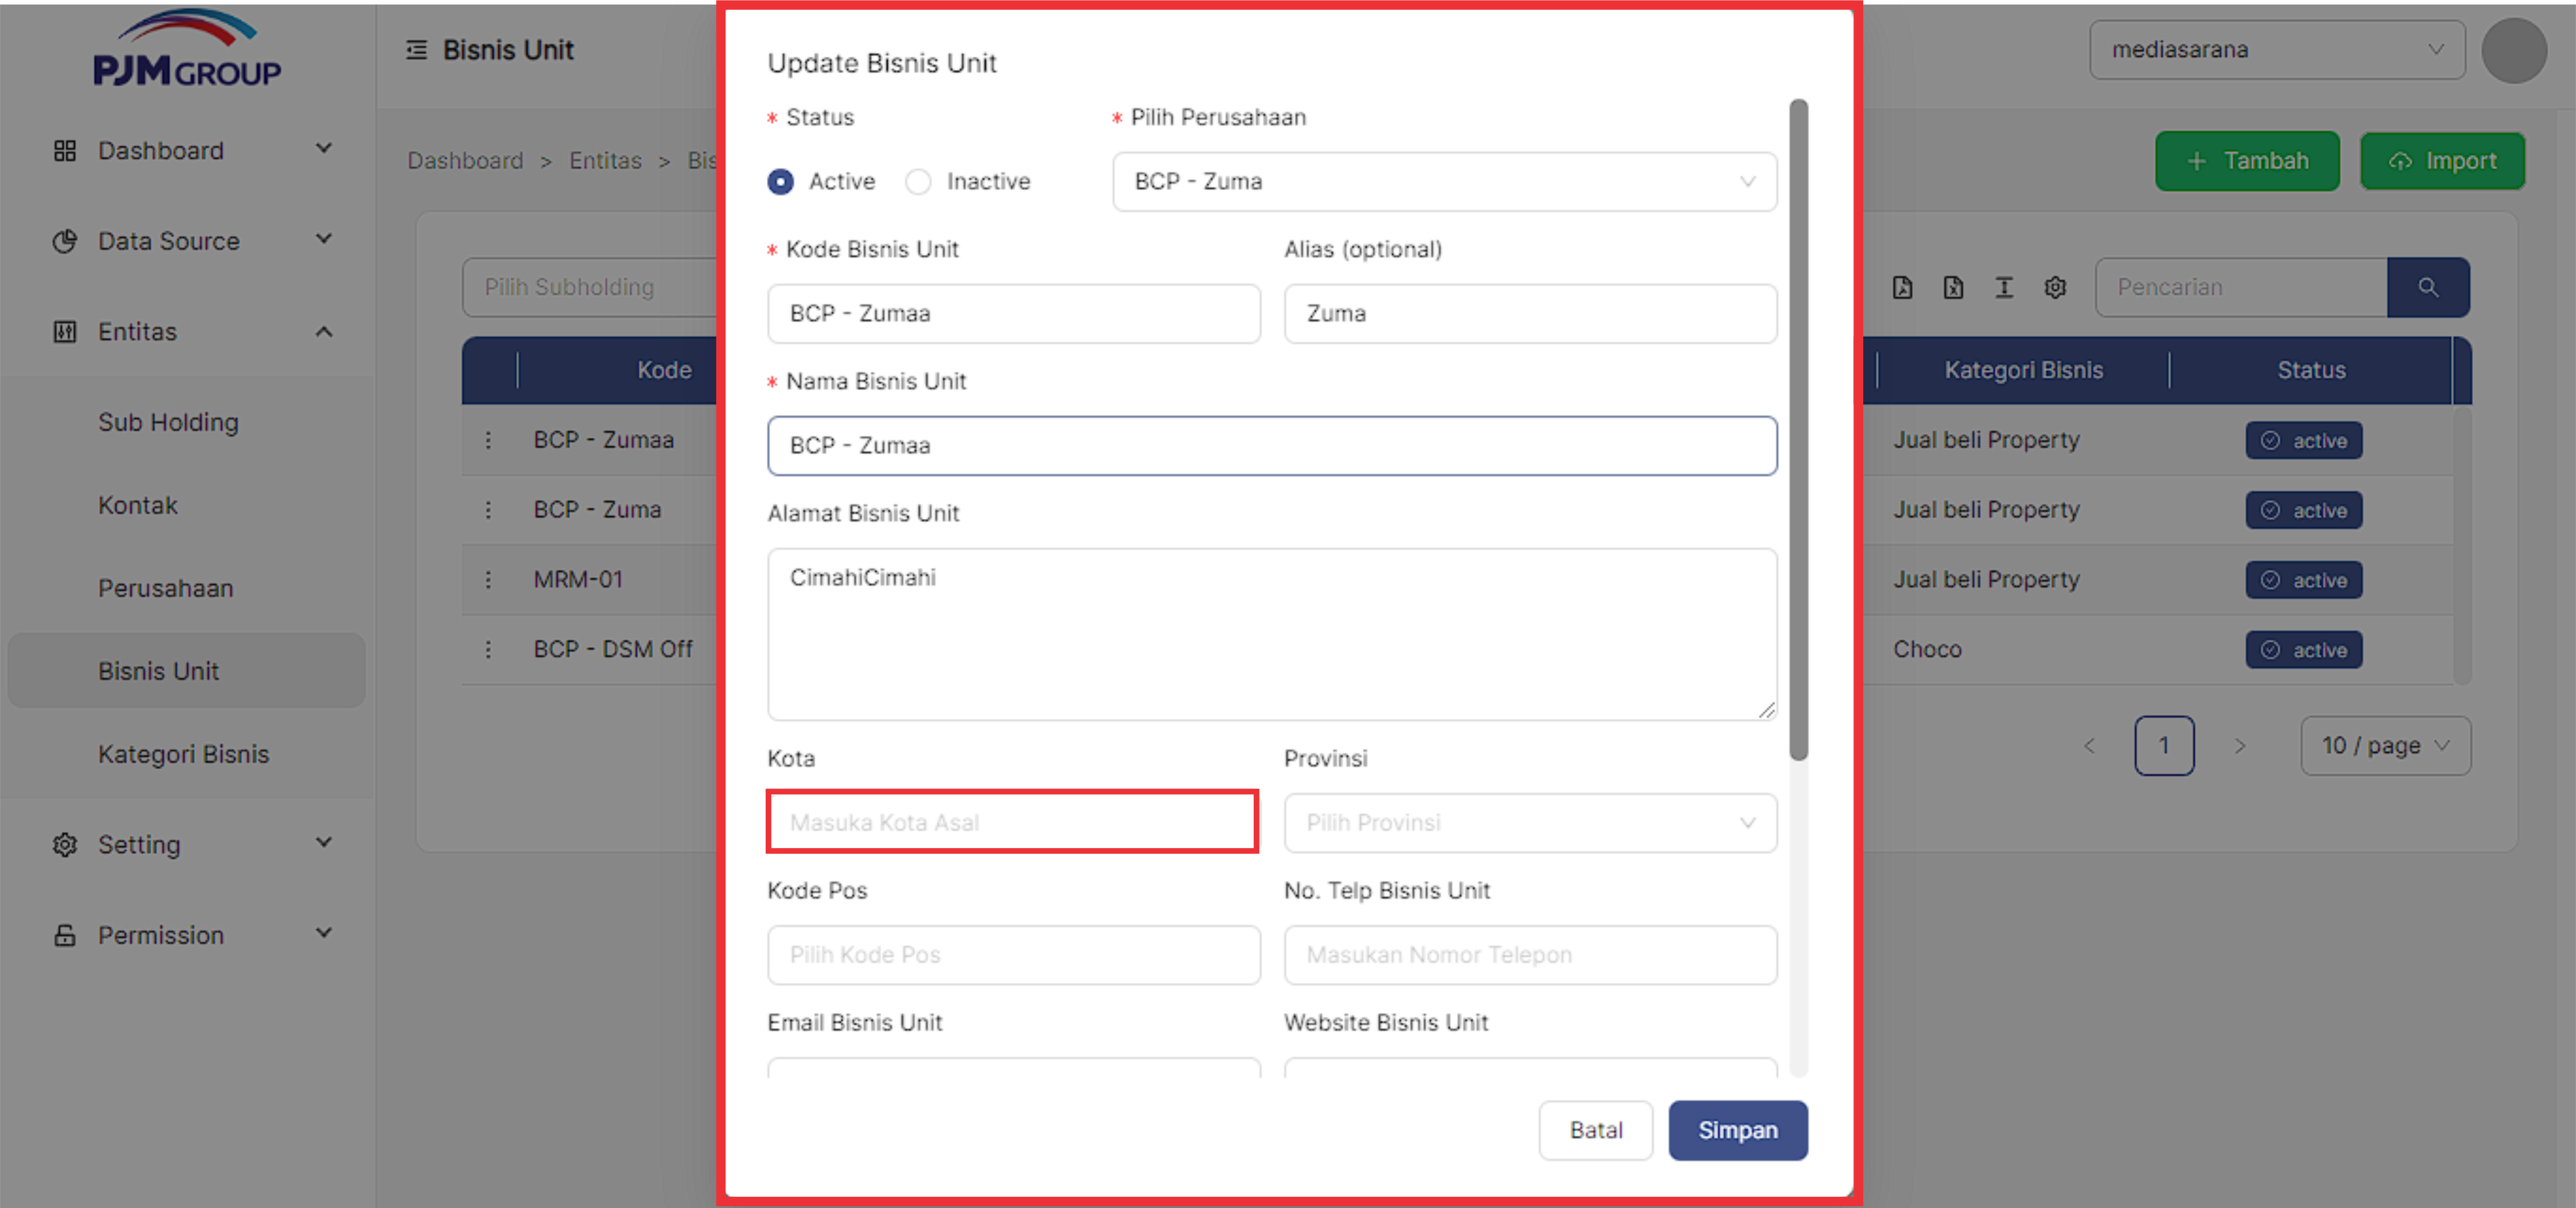 PJM GROUP
Dashboard
Data Source
Entitas
Sub Holding
Kontak
Perusahaan
Bisnis Unit
Kategori Bisnis
Setting
Permission
Bisnis Unit
mediasarana
Dashboard > Entitas > Bis
+ Tambah
Import
Pilih Subholding
Pencarian
Kode
Kategori Bisnis
Status
BCP - Zumaa
Jual beli Property
active
BCP - Zuma
Jual beli Property
active
MRM-01
Jual beli Property
active
BCP - DSM Off
Choco
active
< 1 >
10 / page
Update Bisnis Unit
* Status
* Pilih Perusahaan
Active
Inactive
BCP - Zuma
* Kode Bisnis Unit
Alias (optional)
BCP - Zumaa
Zuma
* Nama Bisnis Unit
BCP - Zumaa
Alamat Bisnis Unit
CimahiCimahi
Kota
Provinsi
Masuka Kota Asal
Pilih Provinsi
Kode Pos
No. Telp Bisnis Unit
Pilih Kode Pos
Masukan Nomor Telepon
Email Bisnis Unit
Website Bisnis Unit
Batal
Simpan